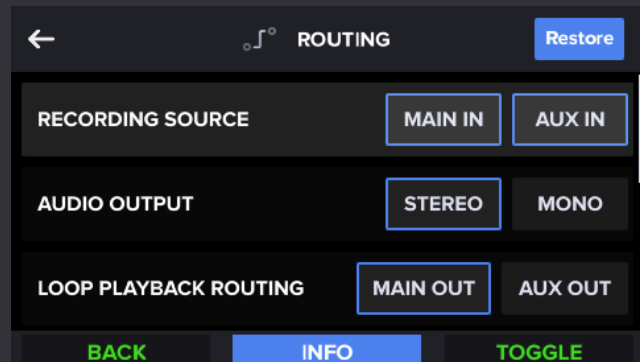 ROUTING Restore
RECORDING SOURCE MAIN IN AUX IN
AUDIO OUTPUT STEREO MONO
LOOP PLAYBACK ROUTING MAIN OUT AUX OUT
BACK INFO TOGGLE